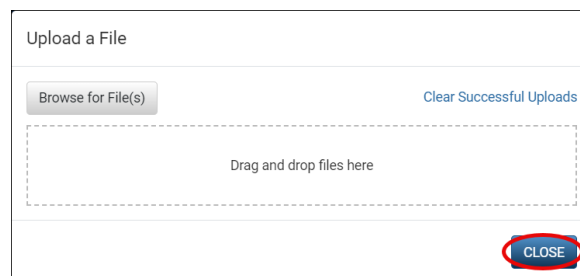 Upload a File
Browse for File(s)
Clear Successful Uploads
Drag and drop files here
CLOSE